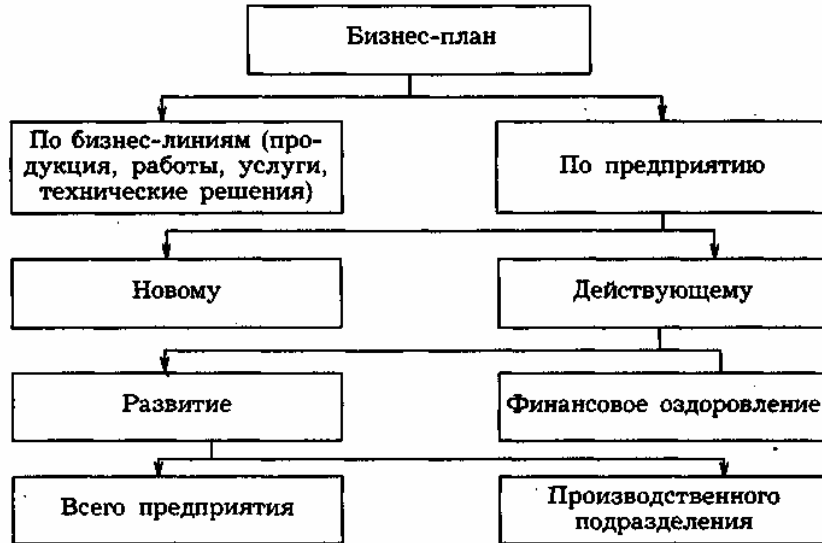 Бизнес-план
По бизнес-линиям (про-
дукция, работы, услуги,
технические решения)
По предприятию
Новому
Действующему
Развитие
Финансовое оздоровление
Всего предприятия
Производственного
подразделения